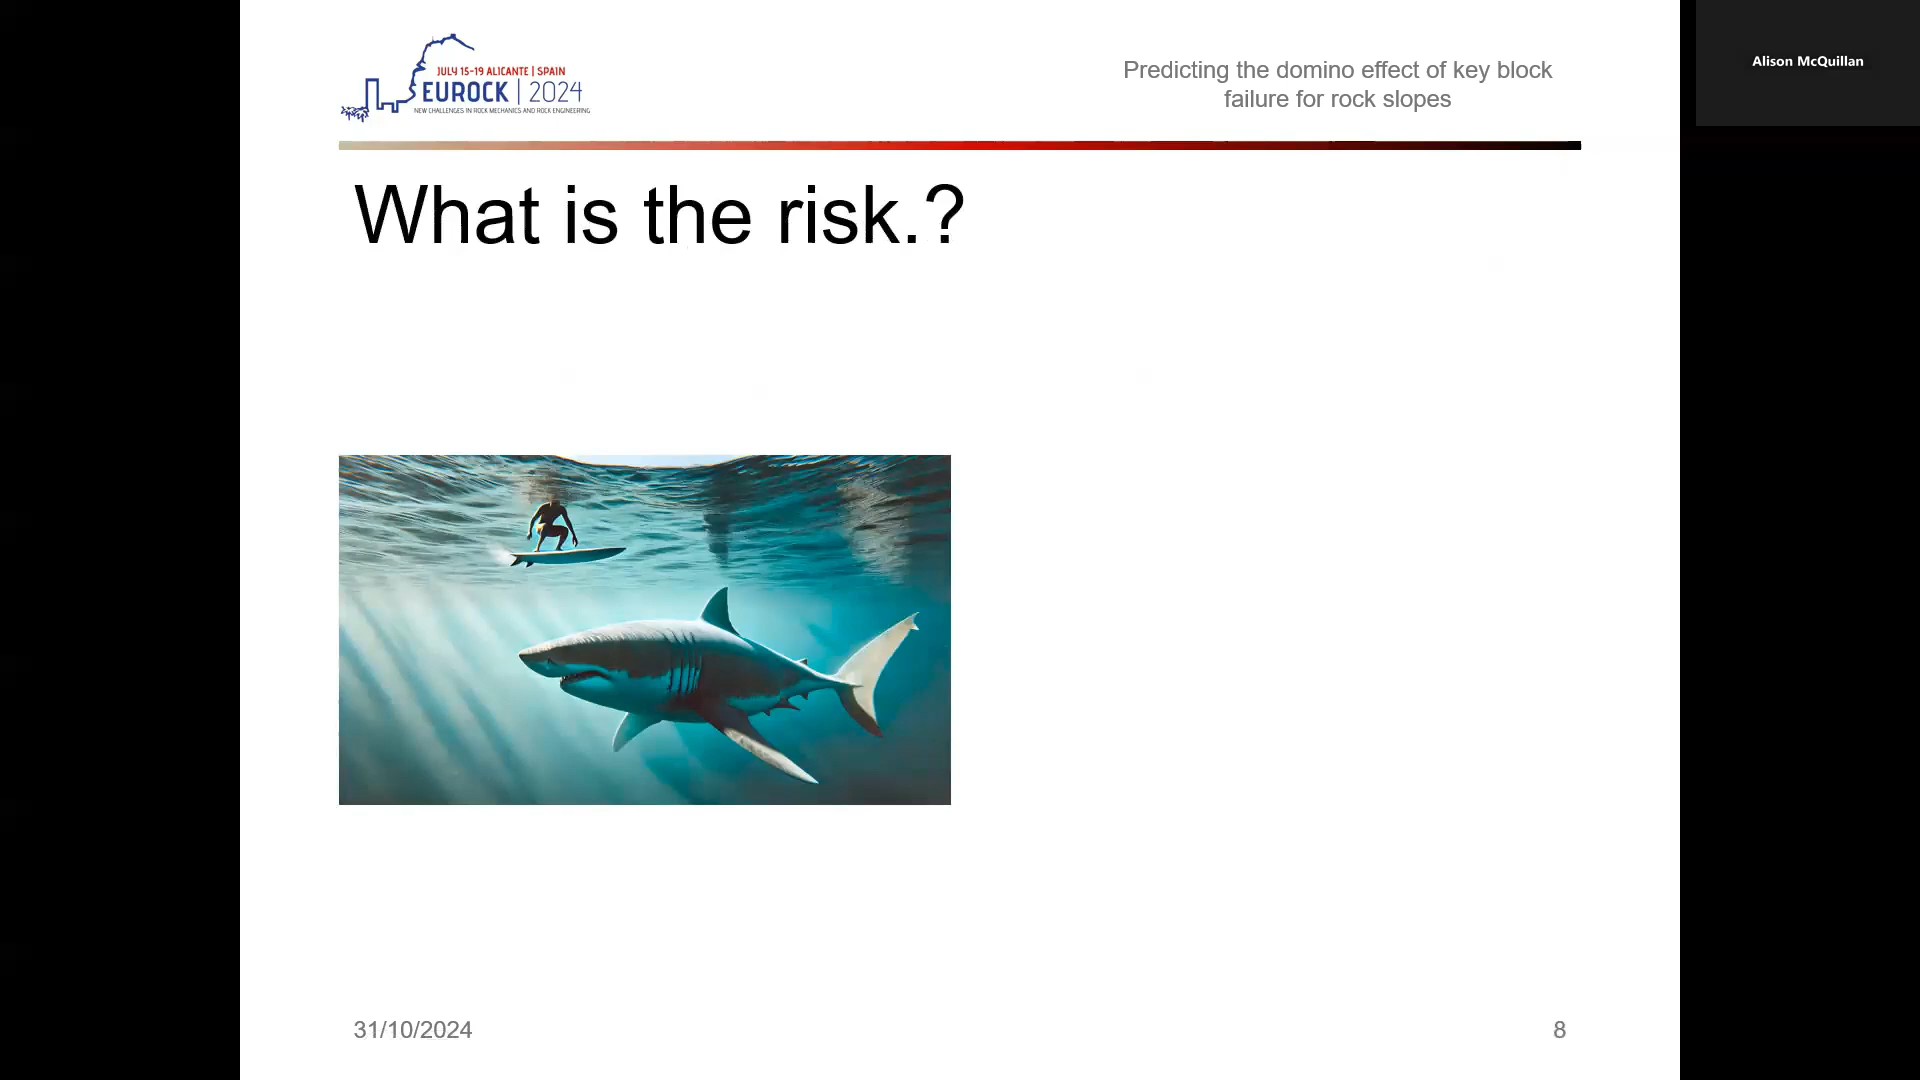 JULY 15-19 ALICANTE | SPAIN
EUROCK | 2024
NEW CHALLENGES IN ROCK MECHANICS AND ROCK ENGINEERING
Predicting the domino effect of key block
failure for rock slopes
Alison McQuillan
What is the risk.?
31/10/2024
8